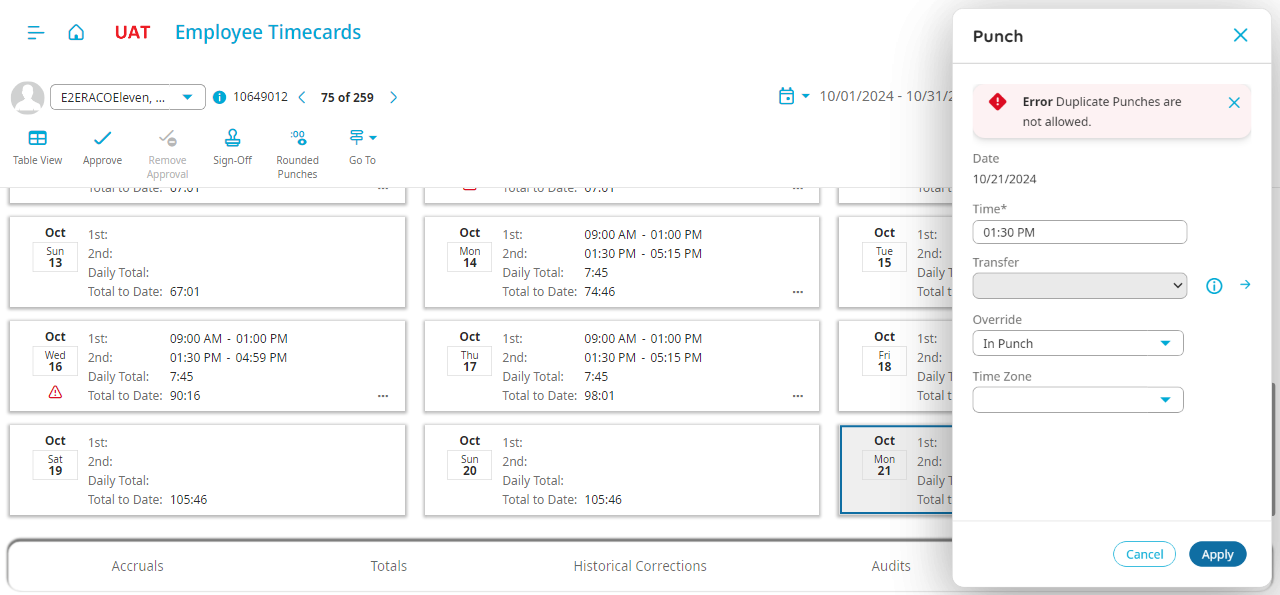 UAT Employee Timecards
E2ERACOEleven, ... 10649012 75 of 259 10/01/2024 - 10/31/2
Table View Approve Remove Approval Sign-Off Rounded Punches Go To
Total to Date: 67:01 ... 67:01 ...
Oct
Sun
13
1st:
2nd:
Daily Total:
Total to Date: 67:01
Oct
Mon
14
1st: 09:00 AM - 01:00 PM
2nd: 01:30 PM - 05:15 PM
Daily Total: 7:45
Total to Date: 74:46 ...
Oct
Tue
15
1st:
2nd:
Daily T
Total t
Oct
Wed
16
1st: 09:00 AM - 01:00 PM
2nd: 01:30 PM - 04:59 PM
Daily Total: 7:45
Total to Date: 90:16 ...
Oct
Thu
17
1st: 09:00 AM - 01:00 PM
2nd: 01:30 PM - 05:15 PM
Daily Total: 7:45
Total to Date: 98:01 ...
Oct
Fri
18
1st:
2nd:
Daily T
Total t
Oct
Sat
19
1st:
2nd:
Daily Total:
Total to Date: 105:46
Oct
Sun
20
1st:
2nd:
Daily Total:
Total to Date: 105:46
Oct
Mon
21
1st:
2nd:
Daily T
Total t
Accruals Totals Historical Corrections Audits
Punch
Error Duplicate Punches are
not allowed.
Date
10/21/2024
Time*
01:30 PM
Transfer
Override
In Punch
Time Zone
Cancel Apply